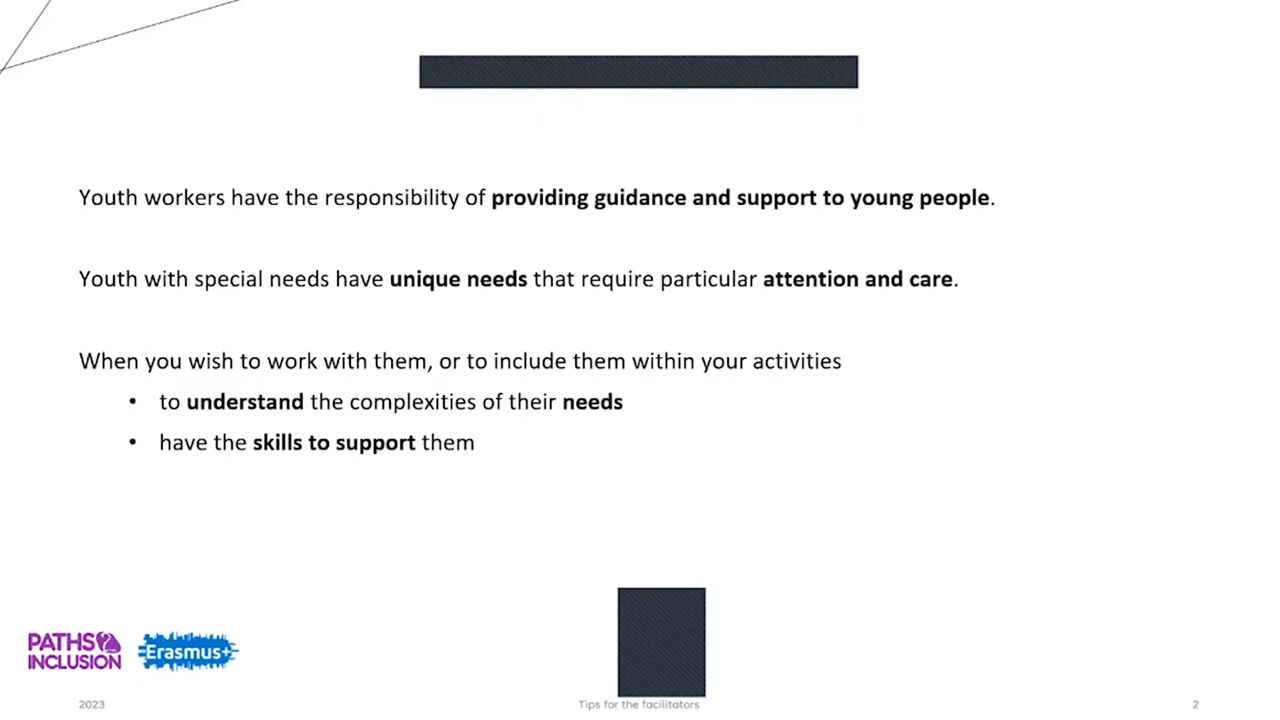 Youth workers have the responsibility of providing guidance and support to young people.
Youth with special needs have unique needs that require particular attention and care.
When you wish to work with them, or to include them within your activities
• to understand the complexities of their needs
• have the skills to support them
PATHS2
INCLUSION
Erasmus+
2023
Tips for the facilitators
2